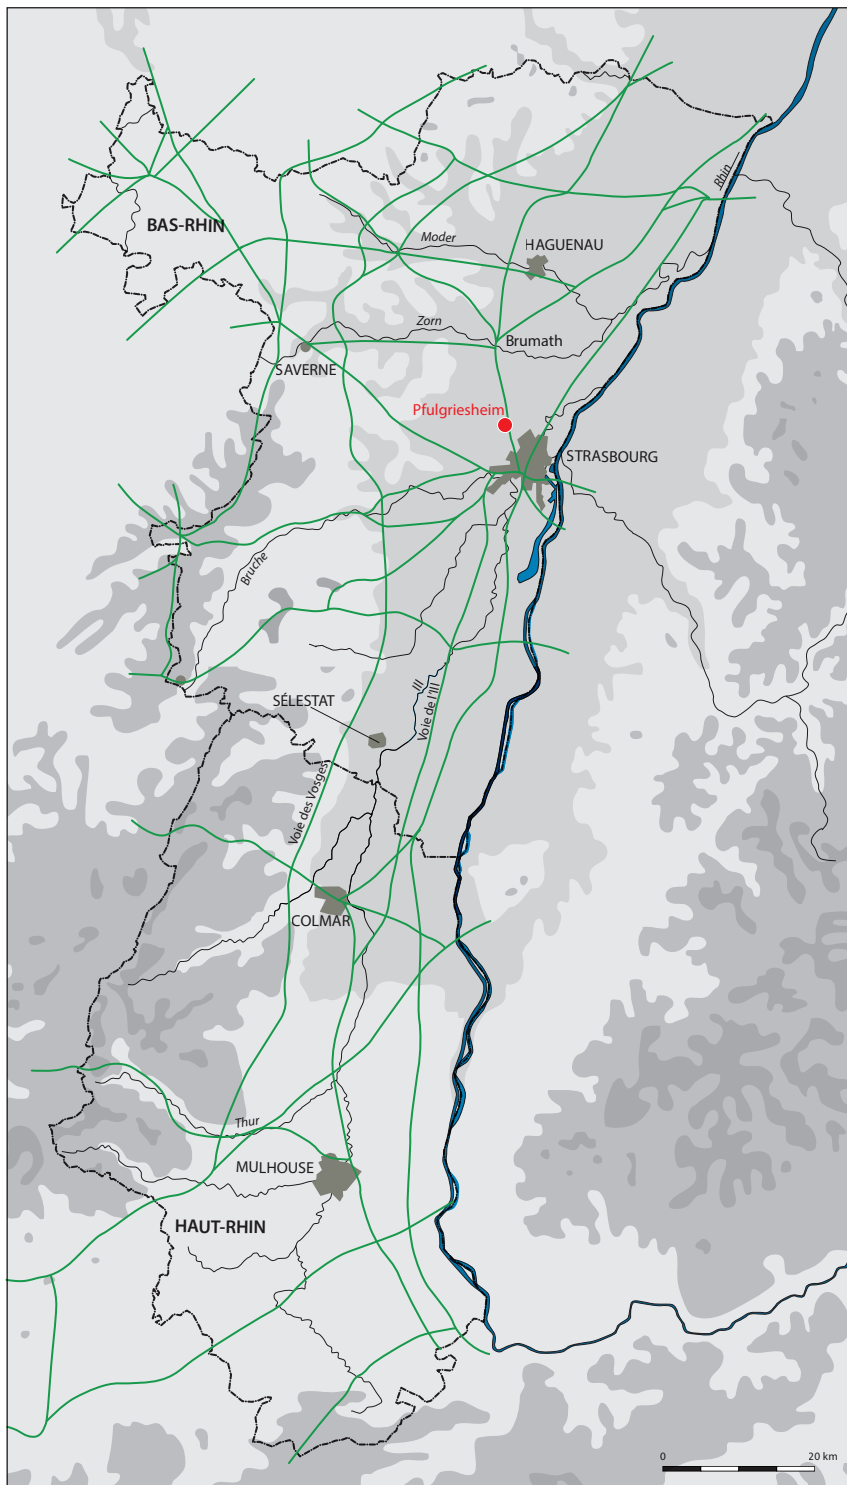 Rhin
BAS-RHIN
Moder
HAGUENAU
Zorn
Brumath
SAVERNE
Pfulgriesheim
STRASBOURG
Bruche
Ill
SÉLESTAT
Voie de l'Ill
Voie des Vosges
COLMAR
Thur
MULHOUSE
HAUT-RHIN
0 20 km